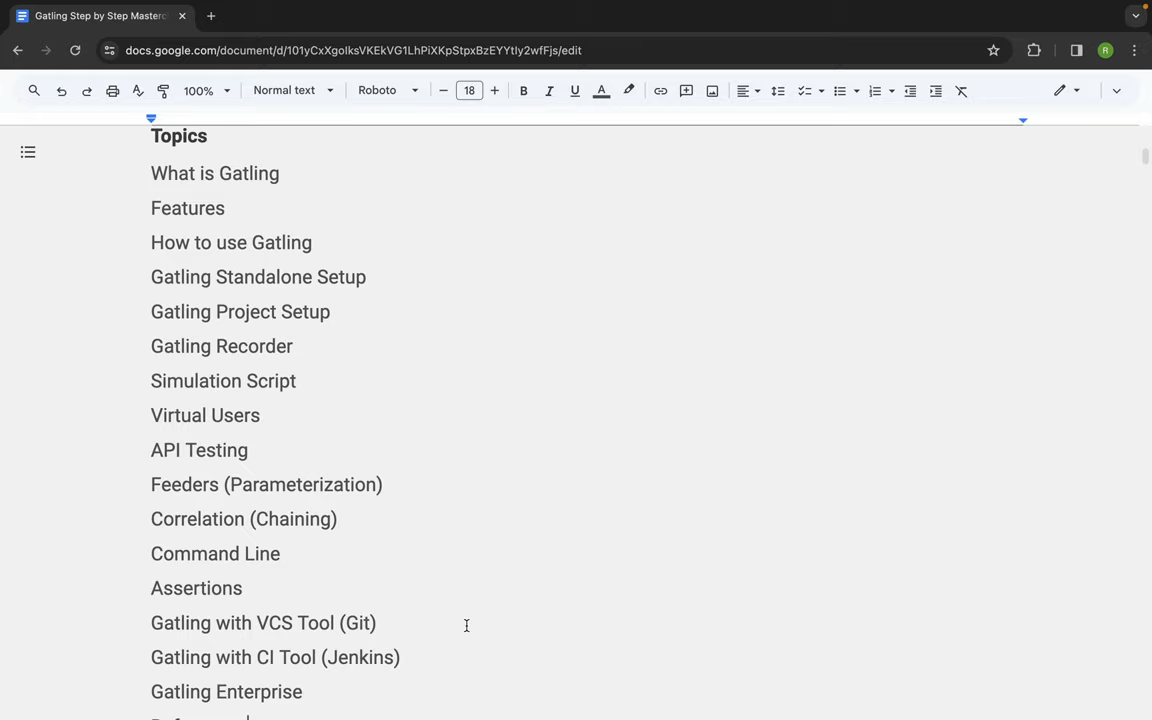 Gatling Step by Step Masterc
docs.google.com/document/d/101yCxXgolksVKEkVG1LhPiXKpStpxBzEYYtIy2wfFjs/edit
R
100%
Normal text
Roboto
18
B I U A
Topics
What is Gatling
Features
How to use Gatling
Gatling Standalone Setup
Gatling Project Setup
Gatling Recorder
Simulation Script
Virtual Users
API Testing
Feeders (Parameterization)
Correlation (Chaining)
Command Line
Assertions
Gatling with VCS Tool (Git)
Gatling with CI Tool (Jenkins)
Gatling Enterprise